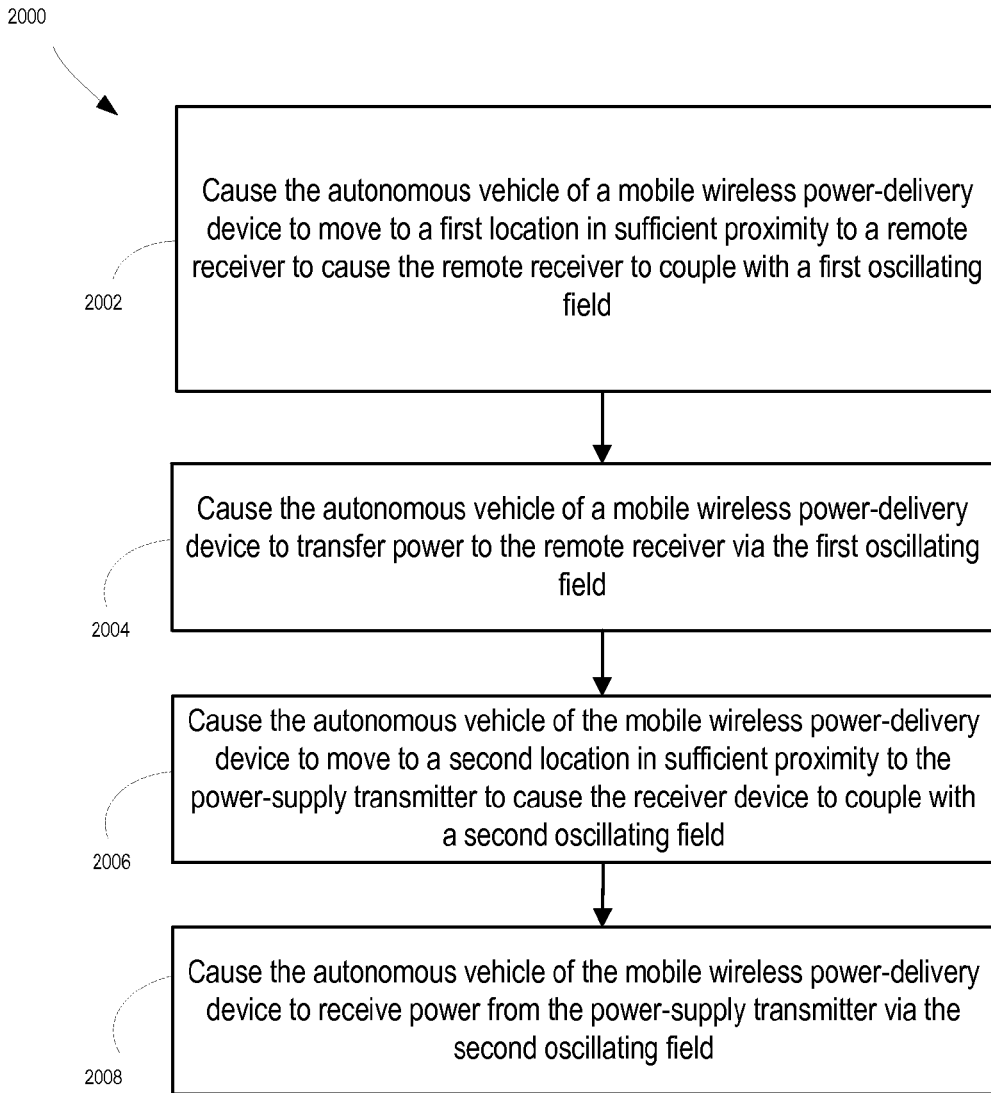 2000
Cause the autonomous vehicle of a mobile wireless power-delivery
device to move to a first location in sufficient proximity to a remote
receiver to cause the remote receiver to couple with a first oscillating
field
2002
Cause the autonomous vehicle of a mobile wireless power-delivery
device to transfer power to the remote receiver via the first oscillating
field
2004
Cause the autonomous vehicle of the mobile wireless power-delivery
device to move to a second location in sufficient proximity to the
power-supply transmitter to cause the receiver device to couple with
a second oscillating field
2006
Cause the autonomous vehicle of the mobile wireless power-delivery
device to receive power from the power-supply transmitter via the
second oscillating field
2008